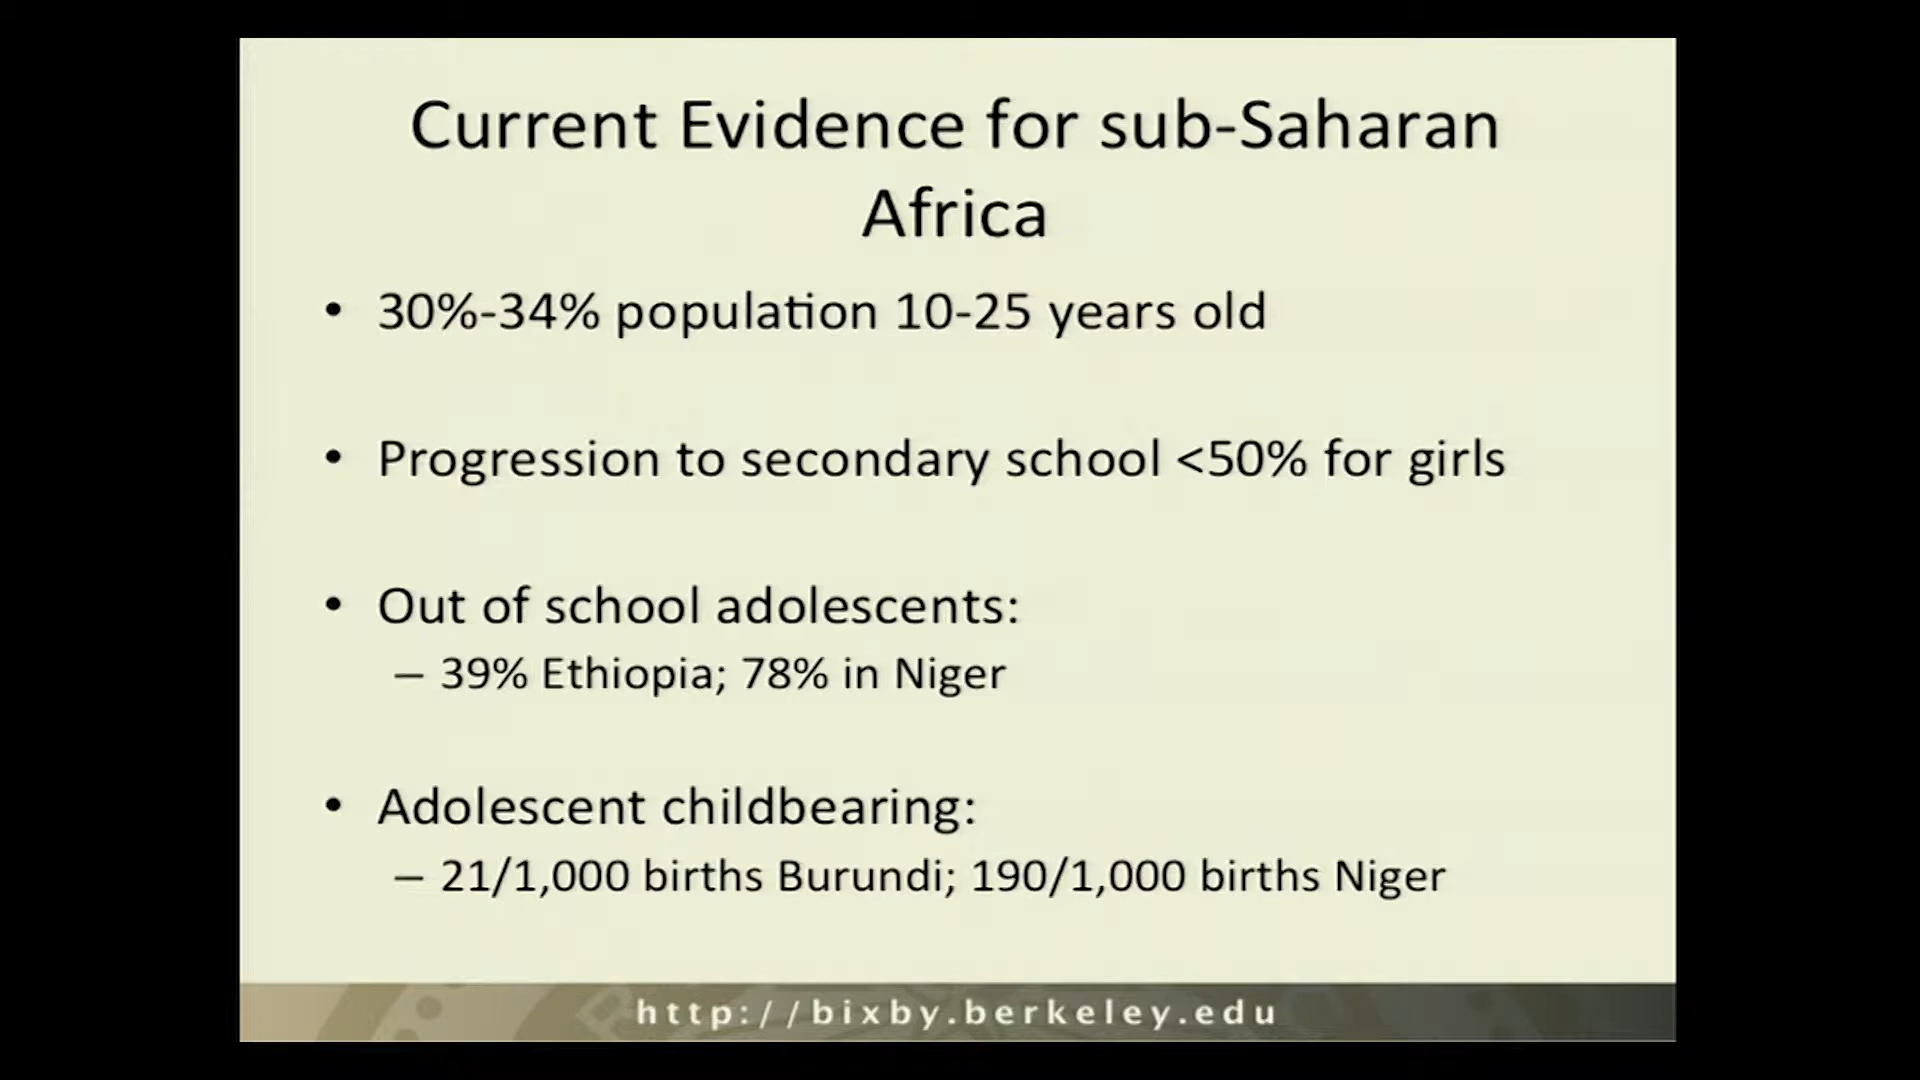 Current Evidence for sub-Saharan
Africa
• 30%-34% population 10-25 years old
• Progression to secondary school <50% for girls
• Out of school adolescents:
– 39% Ethiopia; 78% in Niger
• Adolescent childbearing:
– 21/1,000 births Burundi; 190/1,000 births Niger
http://bixby.berkeley.edu